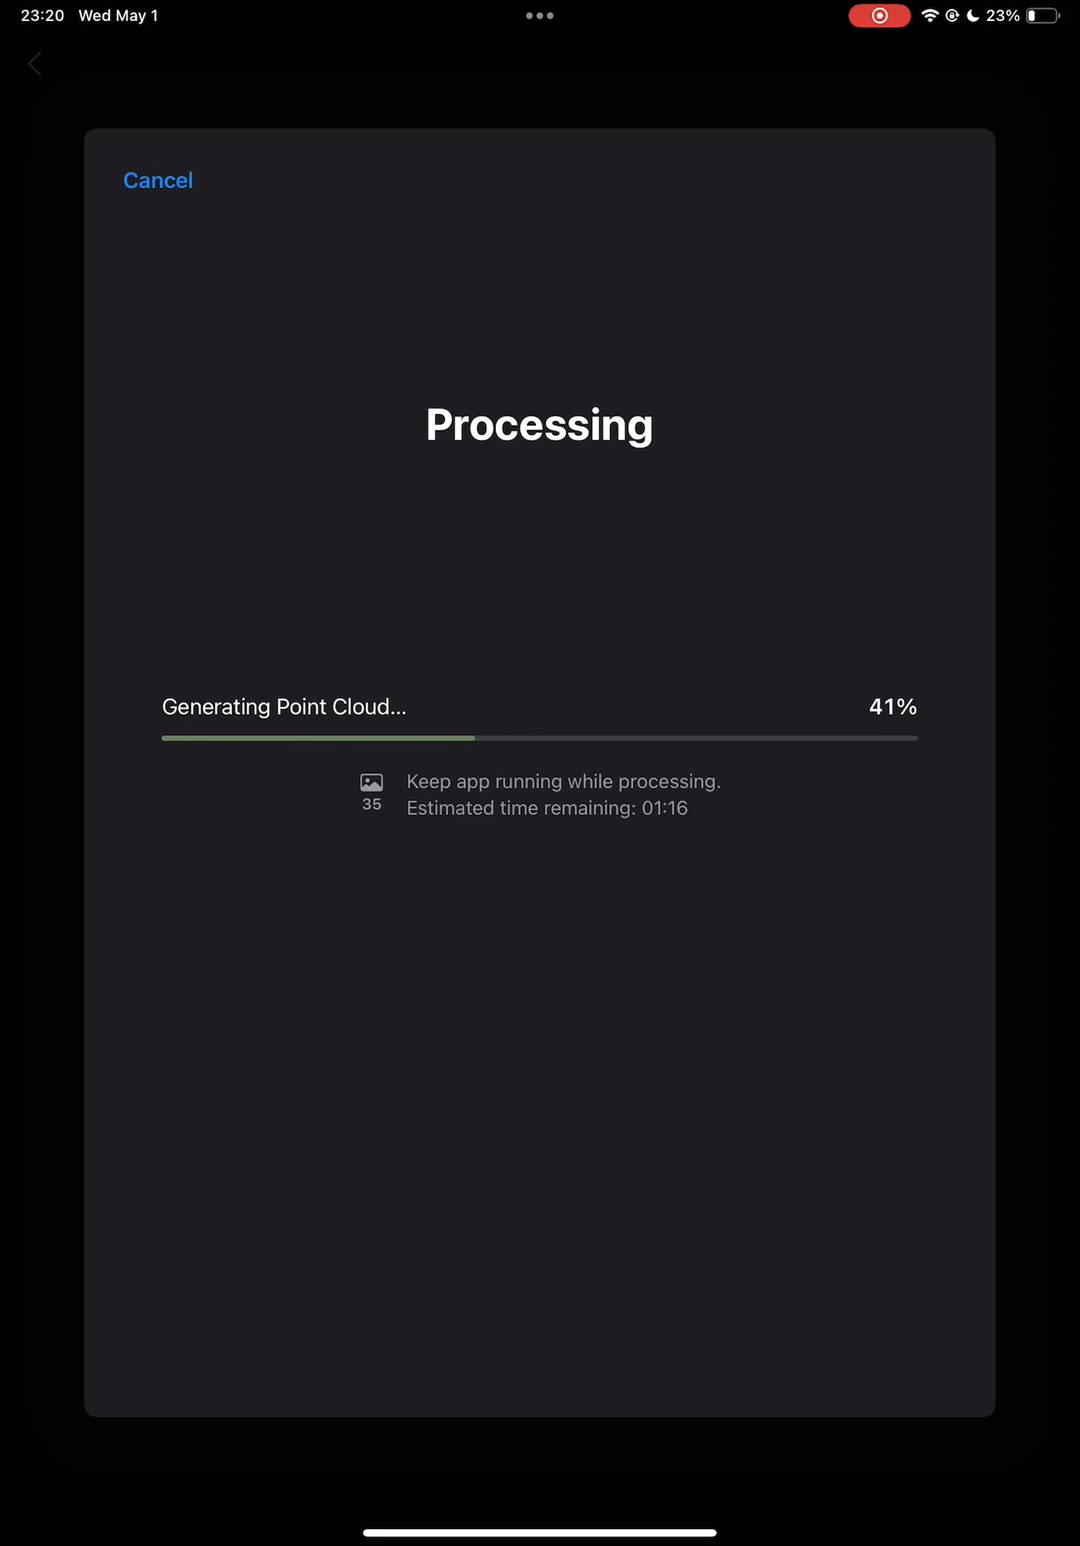 23:20 Wed May 1
23%
Cancel
Processing
Generating Point Cloud... 41%
Keep app running while processing.
35
Estimated time remaining: 01:16